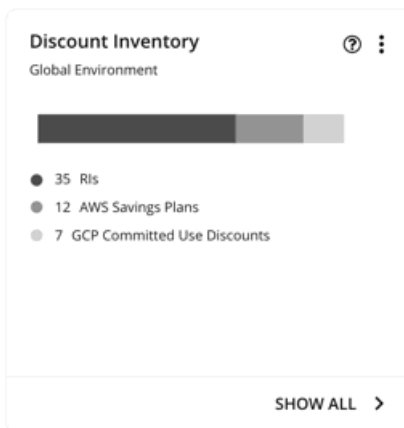 Discount Inventory
Global Environment
35 RIs
12 AWS Savings Plans
7 GCP Committed Use Discounts
SHOW ALL